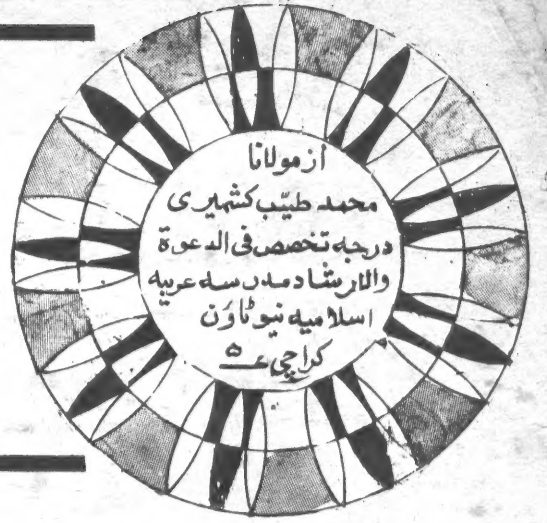 از مولانا
محمد طیّب کشمیری
درجہ تخصص فی الدعوۃ
والارشاد مدرسہ عربیہ
اسلامیہ نیوٹاؤن
کراچی ۵